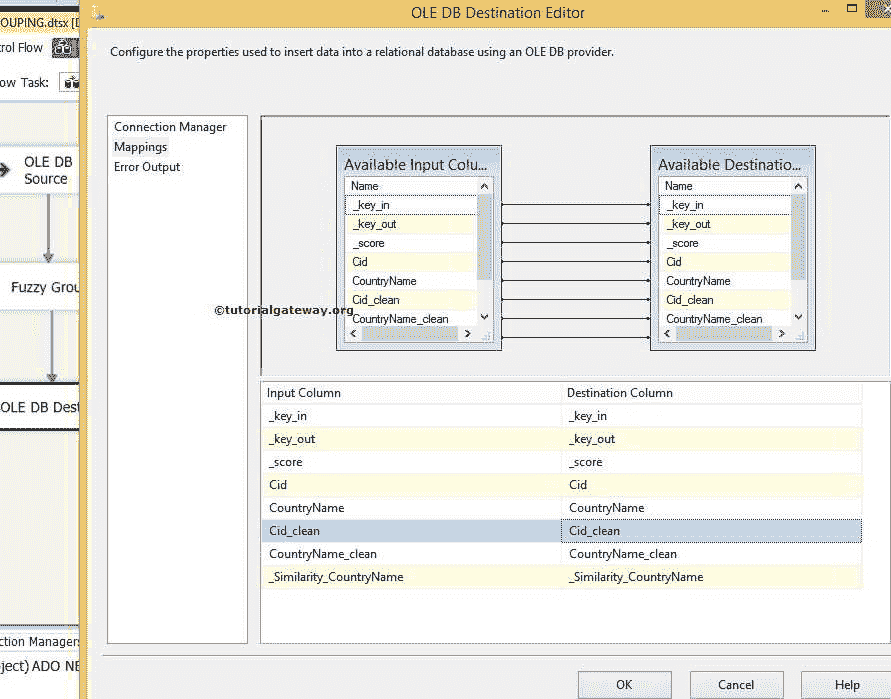 OLE DB Destination Editor
OUPING.dtsx [D
rol Flow
ow Task:
Configure the properties used to insert data into a relational database using an OLE DB provider.
OLE DB
Source
Fuzzy Grou
OLE DB Dest
ction Managers
ject) ADO NE
Connection Manager
Mappings
Error Output
Available Input Colu...
Name
_key_in
_key_out
_score
Cid
CountryName
Cid_clean
CountryName_clean
Available Destinatio...
Name
_key_in
_key_out
_score
Cid
CountryName
Cid_clean
CountryName_clean
©tutorialgateway.org
Input Column Destination Column
_key_in _key_in
_key_out _key_out
_score _score
Cid Cid
CountryName CountryName
Cid_clean Cid_clean
CountryName_clean CountryName_clean
_Similarity_CountryName _Similarity_CountryName
OK Cancel Help